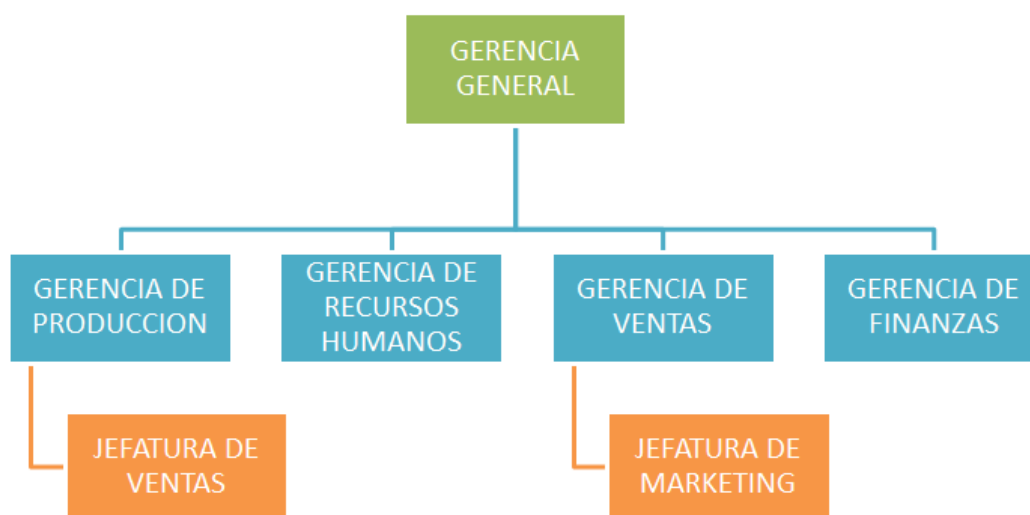 GERENCIA
GENERAL
GERENCIA DE
PRODUCCION
GERENCIA DE
RECURSOS
HUMANOS
GERENCIA DE
VENTAS
GERENCIA DE
FINANZAS
JEFATURA DE
VENTAS
JEFATURA DE
MARKETING